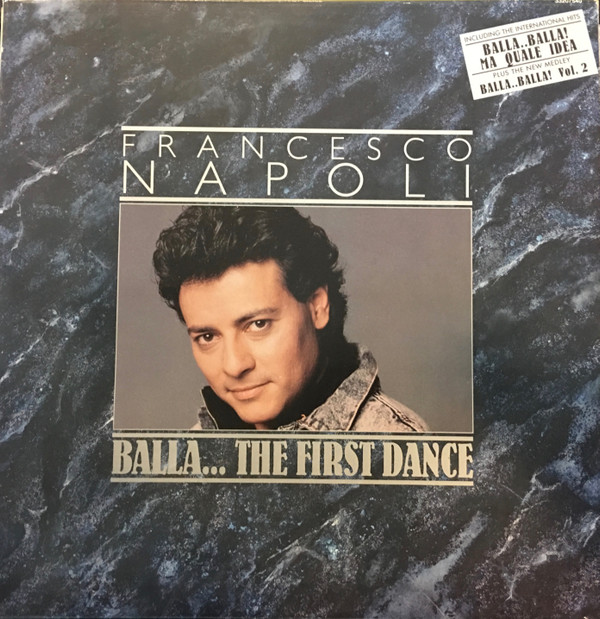 INCLUDING THE INTERNATIONAL HITS
BALLA..BALLA!
MA QUALE IDEA
PLUS THE NEW MEDLEY
BALLA..BALLA! Vol. 2
FRANCESCO
NAPOLI
BALLA... THE FIRST DANCE